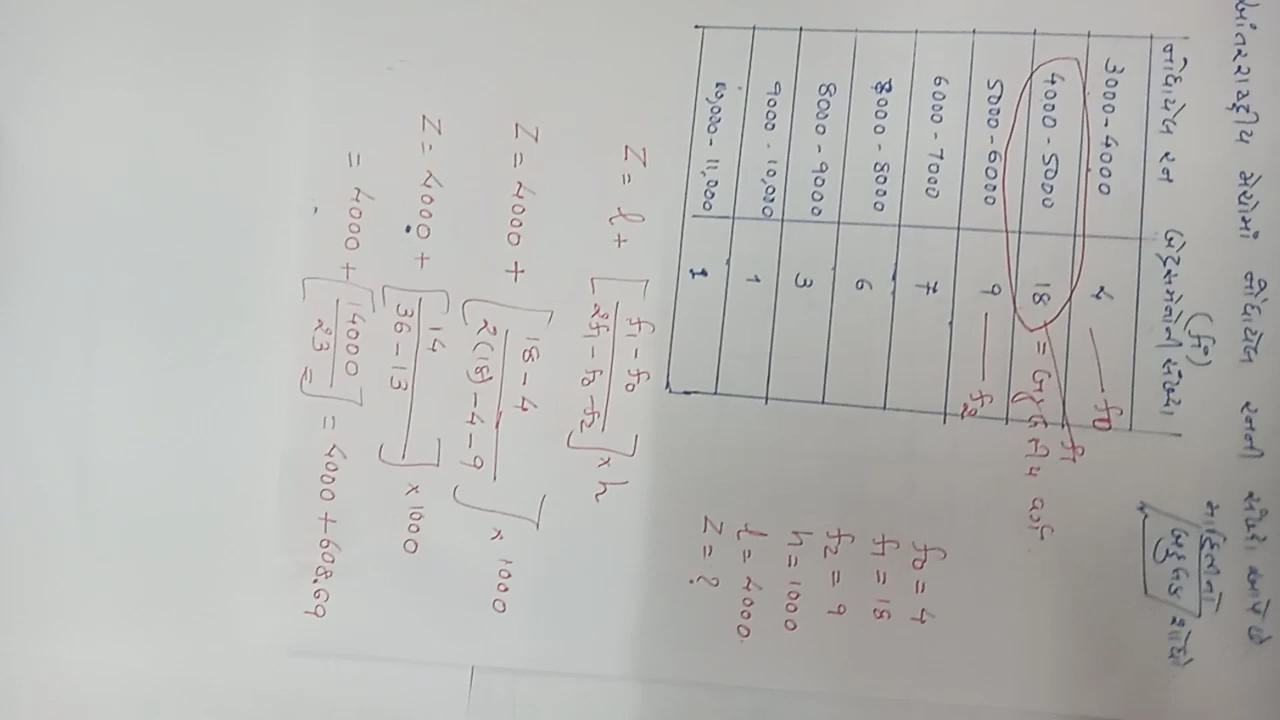 આંતરરાષ્ટ્રીય મેચોમાં નોંધાયેલ રનની સંખ્યા આપે છે
માહિતીનો
બહુલક શોધો
નોંધાયેલ રન બેટ્સમેનોની સંખ્યા
(fi)
3000-4000 4 f0
4000-5000 18 f1 = બહુલકીય વર્ગ
5000-6000 9 f2
6000-7000 7
7000-8000 6
8000-9000 3
9000-10,000 1
10,000-11,000 1
f0 = 4
f1 = 18
f2 = 9
h = 1000
l = 4000.
Z = ?
Z = l + [f1 - f0 / 2f1 - f0 - f2] x h
Z = 4000 + [18 - 4 / 2(18) - 4 - 9] x 1000
Z = 4000 + [14 / 36 - 13] x 1000
= 4000 + [14000 / 23] = 4000 + 608.69